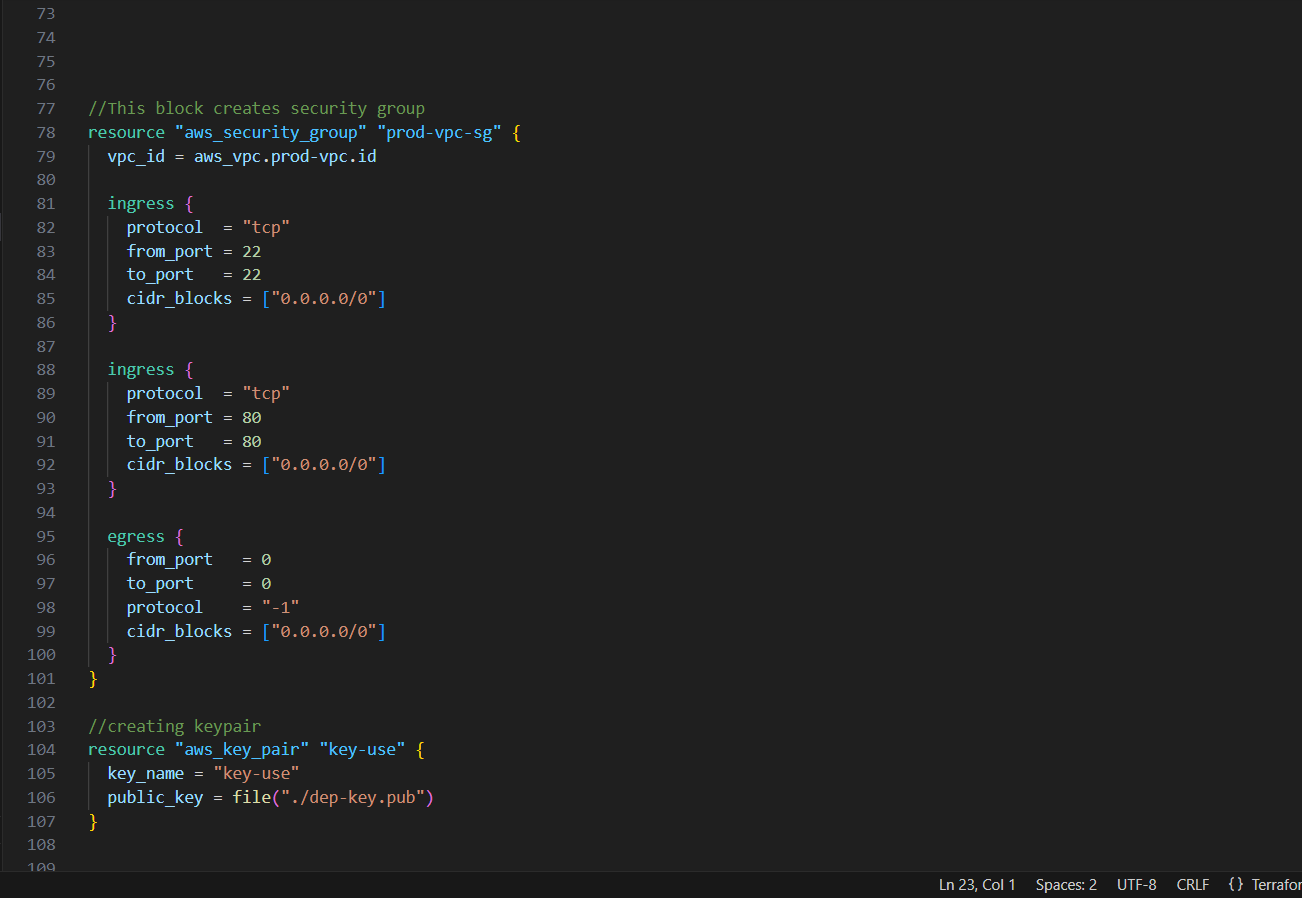 73
74
75
76
77 //This block creates security group
78 resource "aws_security_group" "prod-vpc-sg" {
79   vpc_id = aws_vpc.prod-vpc.id
80
81   ingress {
82     protocol  = "tcp"
83     from_port = 22
84     to_port   = 22
85     cidr_blocks = ["0.0.0.0/0"]
86   }
87
88   ingress {
89     protocol  = "tcp"
90     from_port = 80
91     to_port   = 80
92     cidr_blocks = ["0.0.0.0/0"]
93   }
94
95   egress {
96     from_port   = 0
97     to_port     = 0
98     protocol    = "-1"
99     cidr_blocks = ["0.0.0.0/0"]
100   }
101 }
102
103 //creating keypair
104 resource "aws_key_pair" "key-use" {
105   key_name = "key-use"
106   public_key = file("./dep-key.pub")
107 }
108
109
Ln 23, Col 1 Spaces: 2 UTF-8 CRLF {} Terrafor